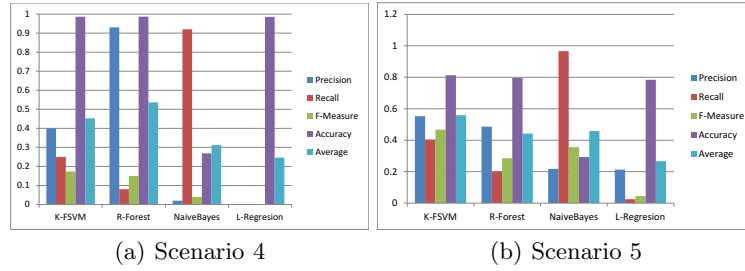 1
0.9
0.8
0.7
0.6
0.5
0.4
0.3
0.2
0.1
0
K-FSVM R-Forest NaiveBayes L-Regresion
Precision
Recall
F-Measure
Accuracy
Average
(a) Scenario 4
1.2
1
0.8
0.6
0.4
0.2
0
K-FSVM R-Forest NaiveBayes L-Regresion
Precision
Recall
F-Measure
Accuracy
Average
(b) Scenario 5